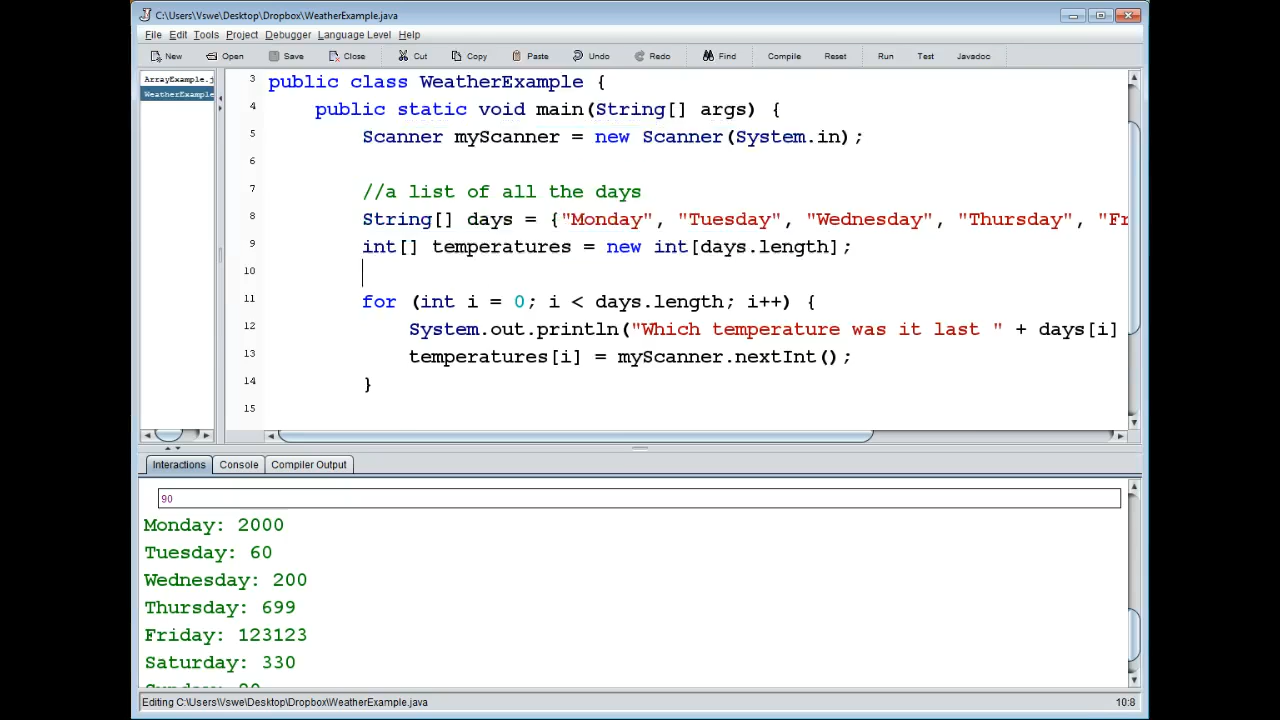 C:\Users\Vswe\Desktop\Dropbox\WeatherExample.java
File Edit Tools Project Debugger Language Level Help
New Open Save Close Cut Copy Paste Undo Redo Find Compile Reset Run Test Javadoc
ArrayExample.j
WeatherExample
3 public class WeatherExample {
4 public static void main(String[] args) {
5 Scanner myScanner = new Scanner(System.in);
6
7 //a list of all the days
8 String[] days = {"Monday", "Tuesday", "Wednesday", "Thursday", "Fr
9 int[] temperatures = new int[days.length];
10
11 for (int i = 0; i < days.length; i++) {
12 System.out.println("Which temperature was it last " + days[i]
13 temperatures[i] = myScanner.nextInt();
14 }
15
Interactions Console Compiler Output
90
Monday: 2000
Tuesday: 60
Wednesday: 200
Thursday: 699
Friday: 123123
Saturday: 330
Sunday: 90
Editing C:\Users\Vswe\Desktop\Dropbox\WeatherExample.java 10:8